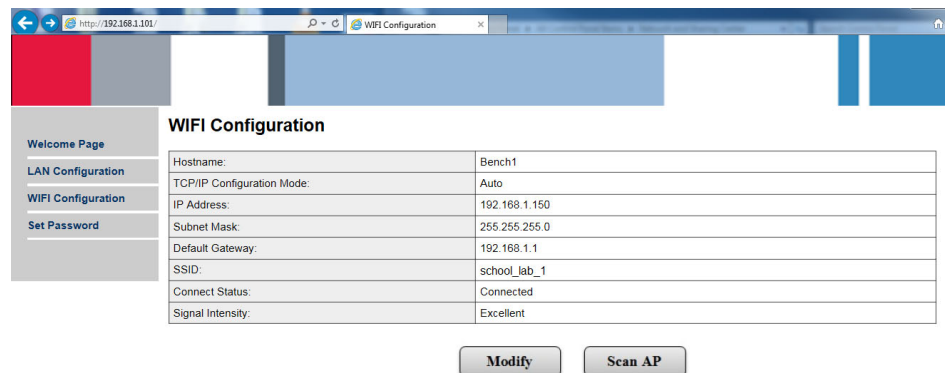 http://192.168.1.101/
WIFI Configuration
WIFI Configuration
Welcome Page
LAN Configuration
WIFI Configuration
Set Password
Hostname: Bench1
TCP/IP Configuration Mode: Auto
IP Address: 192.168.1.150
Subnet Mask: 255.255.255.0
Default Gateway: 192.168.1.1
SSID: school_lab_1
Connect Status: Connected
Signal Intensity: Excellent
Modify Scan AP